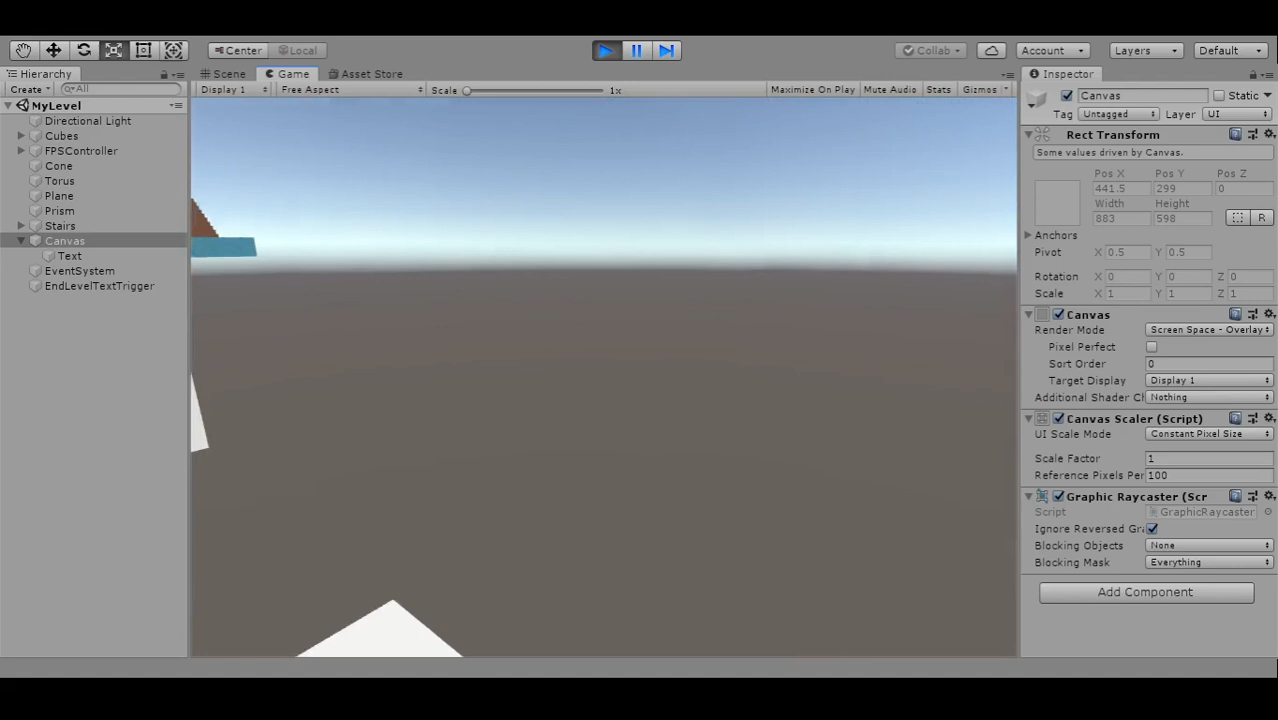 Center Local Collab Account Layers Default
Hierarchy Scene Game Asset Store Inspector
Create All Display 1 Free Aspect Scale 1x Maximize On Play Mute Audio Stats Gizmos Canvas Static
MyLevel Tag Untagged Layer UI
Directional Light
Cubes Rect Transform
FPSController Some values driven by Canvas.
Cone Pos X Pos Y Pos Z
Torus 441.5 299 0
Plane Width Height
Prism 883 598 R
Stairs Anchors
Canvas Pivot X 0.5 Y 0.5
Text
EventSystem Rotation X 0 Y 0 Z 0
EndLevelTextTrigger Scale X 1 Y 1 Z 1
Canvas
Render Mode Screen Space - Overlay
Pixel Perfect
Sort Order 0
Target Display Display 1
Additional Shader Ch Nothing
Canvas Scaler (Script)
UI Scale Mode Constant Pixel Size
Scale Factor 1
Reference Pixels Per 100
Graphic Raycaster (Scr
Script GraphicRaycaster
Ignore Reversed Gra
Blocking Objects None
Blocking Mask Everything
Add Component